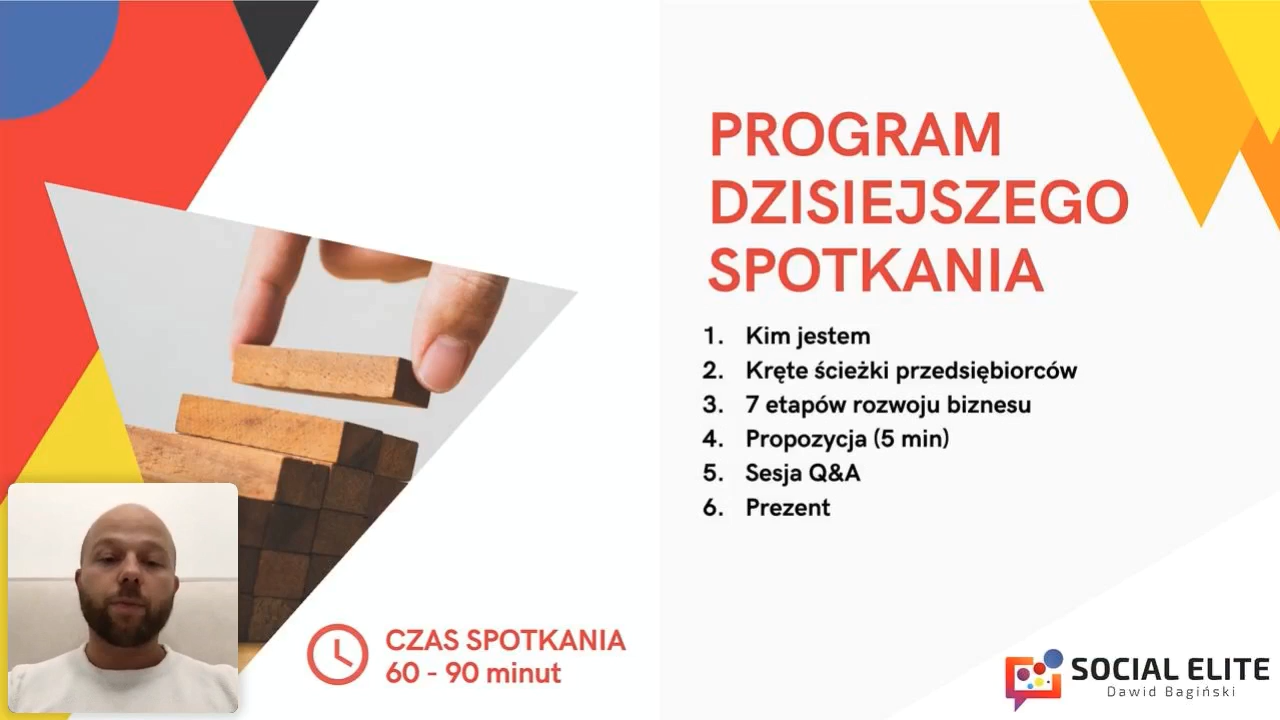 PROGRAM
DZISIEJSZEGO
SPOTKANIA
1. Kim jestem
2. Kręte ścieżki przedsiębiorców
3. 7 etapów rozwoju biznesu
4. Propozycja (5 min)
5. Sesja Q&A
6. Prezent
CZAS SPOTKANIA
60 - 90 minut
SOCIAL ELITE
Dawid Bagiński